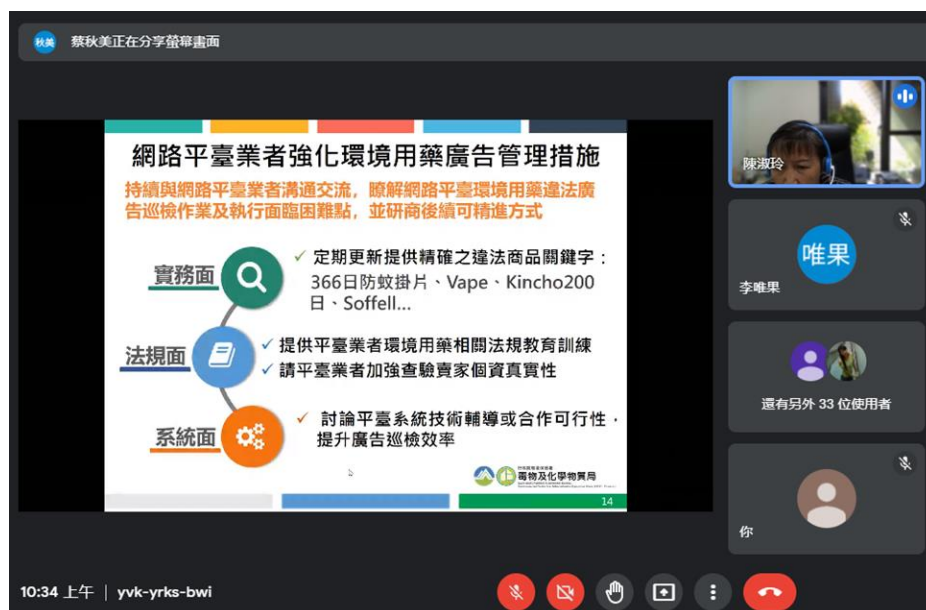 秋美 蔡秋美正在分享螢幕畫面
網路平臺業者強化環境用藥廣告管理措施
持續與網路平臺業者溝通交流，瞭解網路平臺環境用藥違法廣
告巡檢作業及執行面臨困難點，並研商後續可精進方式
實務面
✓ 定期更新提供精確之違法商品關鍵字：
366日防蚊掛片、Vape、Kincho200
日、Soffell...
法規面
✓ 提供平臺業者環境用藥相關法規教育訓練
✓ 請平臺業者加強查驗賣家個資真實性
系統面
✓ 討論平臺系統技術輔導或合作可行性，
提升廣告巡檢效率
毒物及化學物質局
14
陳淑玲
唯果
李唯果
還有另外 33 位使用者
你
10:34 上午 | yvk-yrks-bwi